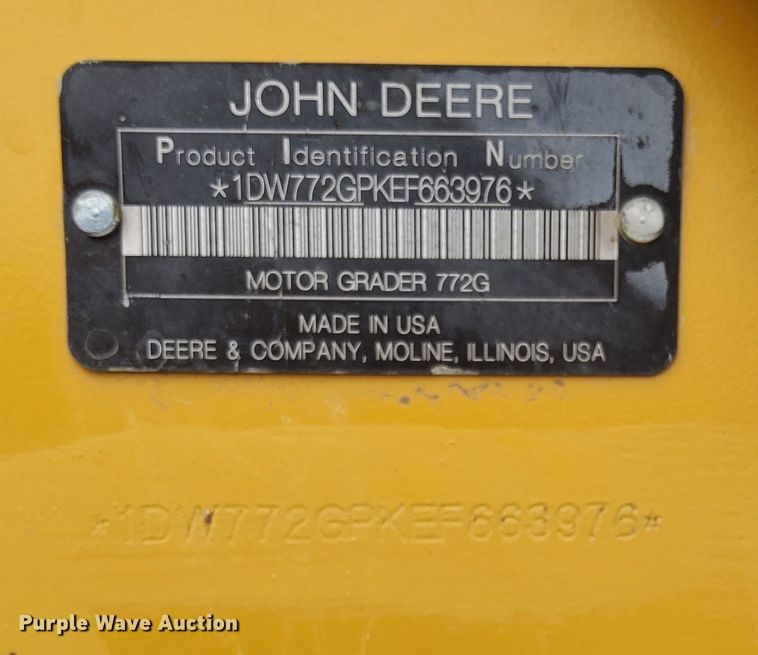 JOHN DEERE
Product Identification Number
*1DW772GPKEF663976*
MOTOR GRADER 772G
MADE IN USA
DEERE & COMPANY, MOLINE, ILLINOIS, USA
*1DW772GPKEF663976*
Purple Wave Auction